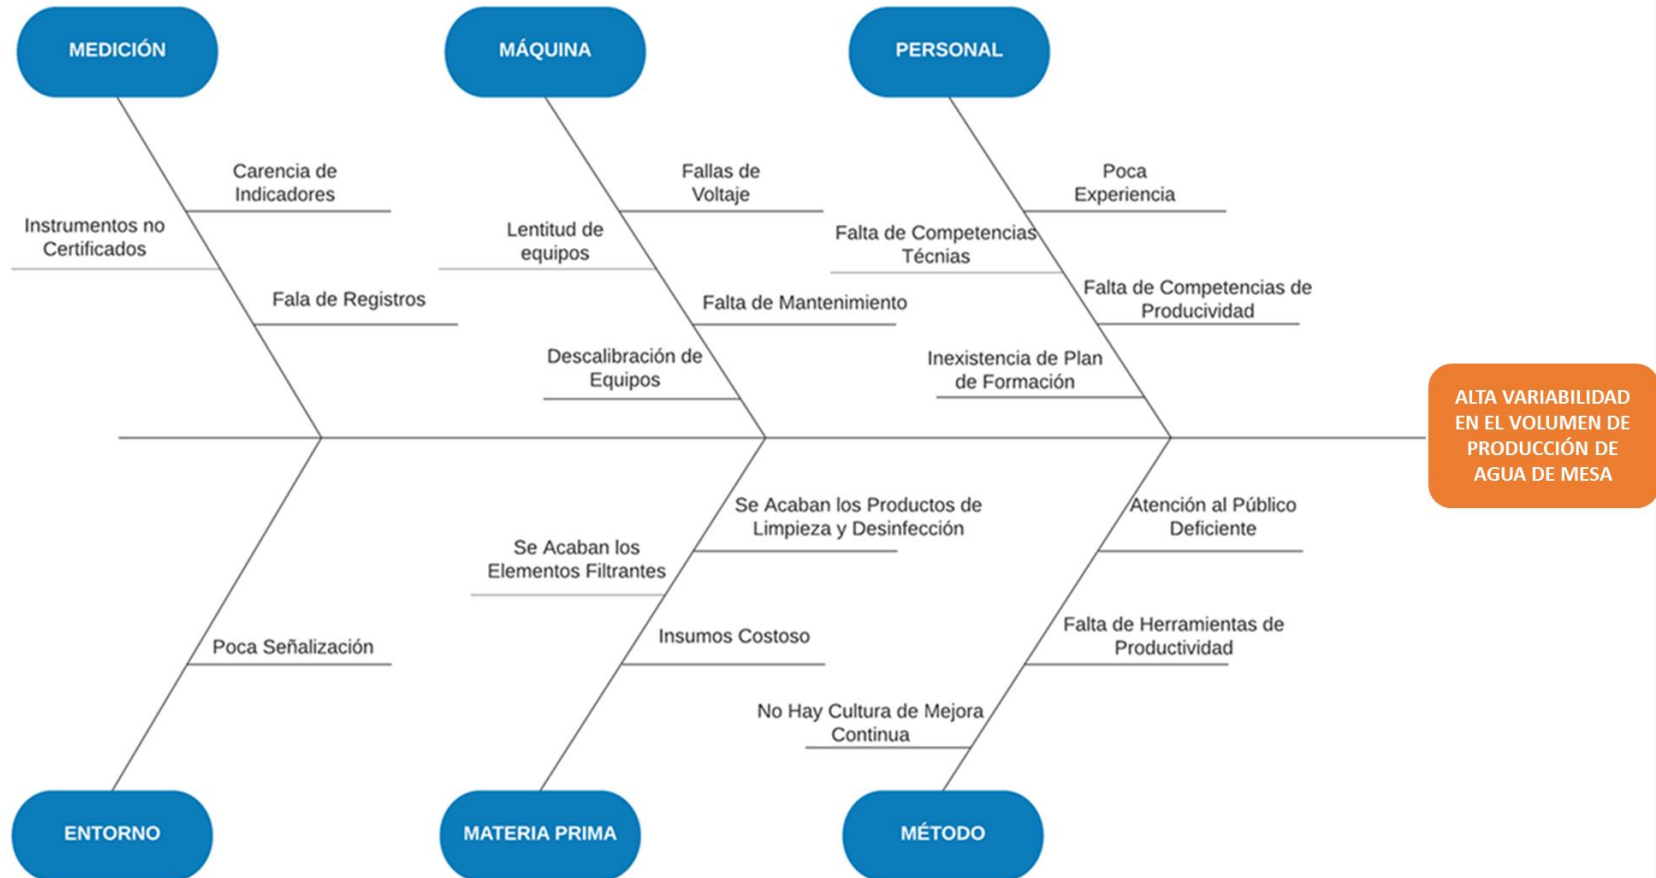 MEDICIÓN
MÁQUINA
PERSONAL
Carencia de
Indicadores
Instrumentos no
Certificados
Fala de Registros
Fallas de
Voltaje
Lentitud de
equipos
Falta de Mantenimiento
Descalibración de
Equipos
Poca
Experiencia
Falta de Competencias
Técnias
Falta de Competencias de
Producividad
Inexistencia de Plan
de Formación
ALTA VARIABILIDAD
EN EL VOLUMEN DE
PRODUCCIÓN DE
AGUA DE MESA
Poca Señalización
Se Acaban los Productos de
Limpieza y Desinfección
Se Acaban los
Elementos Filtrantes
Insumos Costoso
Atención al Público
Deficiente
Falta de Herramientas de
Productividad
No Hay Cultura de Mejora
Continua
ENTORNO
MATERIA PRIMA
MÉTODO